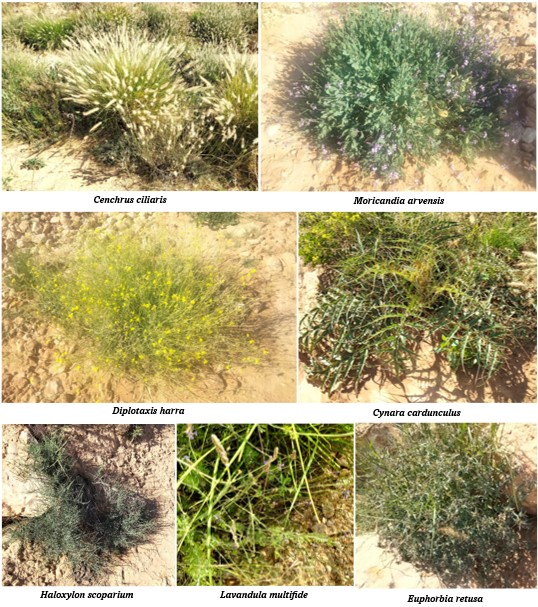 Cenchrus ciliaris
Moricandia arvensis
Diplotaxis harra
Cynara cardunculus
Haloxylon scoparium
Lavandula multifide
Euphorbia retusa